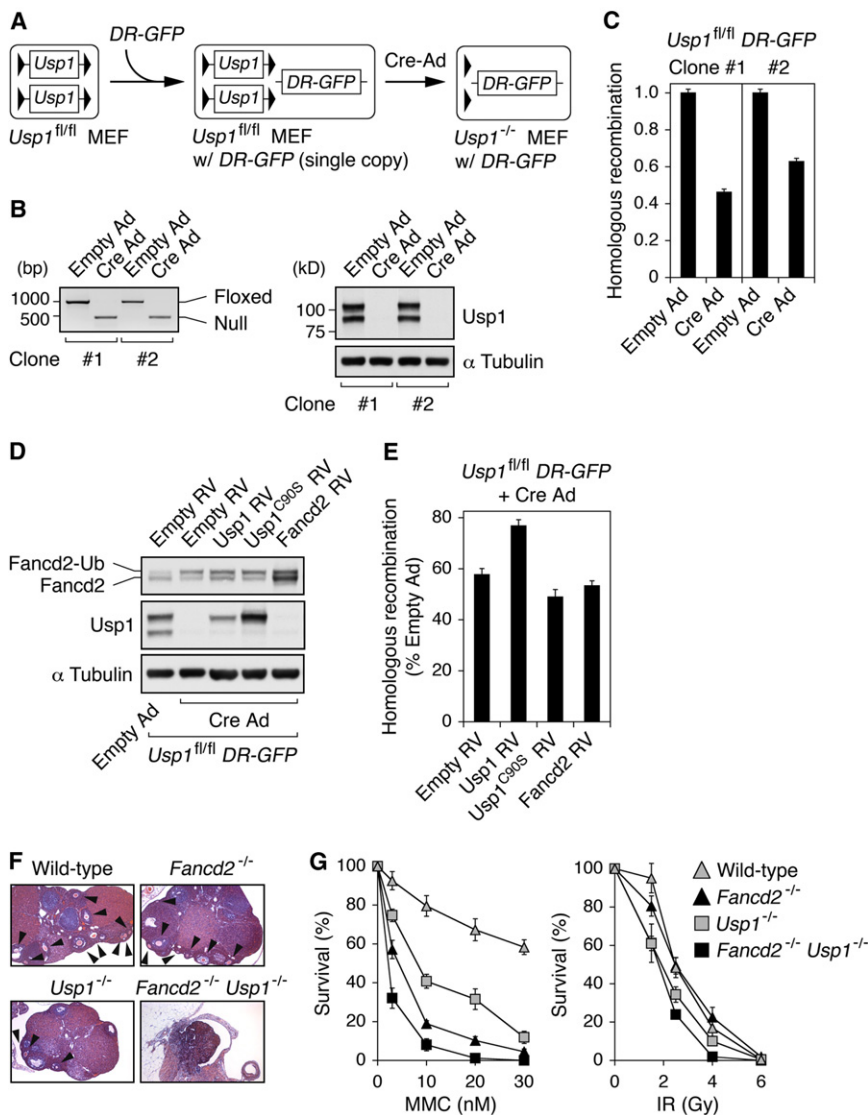 A
DR-GFP
Usp1
Usp1
Usp1
Usp1
DR-GFP
Cre-Ad
DR-GFP
Usp1fl/fl MEF
Usp1fl/fl MEF
w/ DR-GFP (single copy)
Usp1-/- MEF
w/ DR-GFP
B
Empty Ad
Cre Ad
Empty Ad
Cre Ad
(bp)
1000
500
Floxed
Null
Clone #1 #2
Empty Ad
Cre Ad
Empty Ad
Cre Ad
(kD)
100
75
Usp1
α Tubulin
Clone #1 #2
C
Usp1fl/fl DR-GFP
Clone #1 #2
Homologous recombination
1.0
0.8
0.6
0.4
0.2
0
Empty Ad
Cre Ad
Empty Ad
Cre Ad
D
Empty RV
Empty RV
Usp1 RV
Usp1C90S RV
Fancd2 RV
Fancd2-Ub
Fancd2
Usp1
α Tubulin
Empty Ad
Cre Ad
Usp1fl/fl DR-GFP
E
Usp1fl/fl DR-GFP
+ Cre Ad
Homologous recombination
(% Empty Ad)
80
60
40
20
0
Empty RV
Usp1 RV
Usp1C90S RV
Fancd2 RV
F
Wild-type
Fancd2-/-
Usp1-/-
Fancd2-/- Usp1-/-
G
Survival (%)
100
80
60
40
20
0
0 10 20 30
MMC (nM)
Survival (%)
100
80
60
40
20
0
0 2 4 6
IR (Gy)
Wild-type
Fancd2-/-
Usp1-/-
Fancd2-/- Usp1-/-